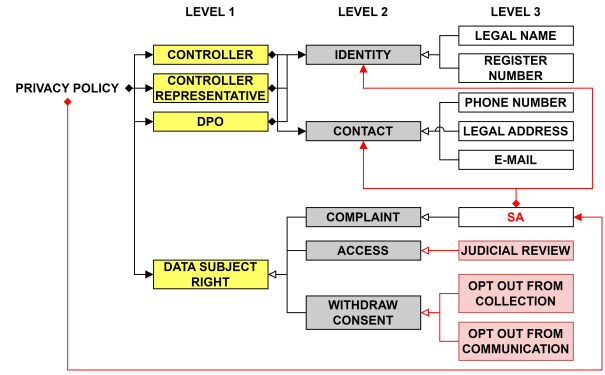 LEVEL 1
LEVEL 2
LEVEL 3
LEGAL NAME
CONTROLLER
IDENTITY
REGISTER
NUMBER
PRIVACY POLICY
CONTROLLER
REPRESENTATIVE
PHONE NUMBER
DPO
CONTACT
LEGAL ADDRESS
E-MAIL
COMPLAINT
SA
ACCESS
JUDICIAL REVIEW
DATA SUBJECT
RIGHT
OPT OUT FROM
COLLECTION
WITHDRAW
CONSENT
OPT OUT FROM
COMMUNICATION